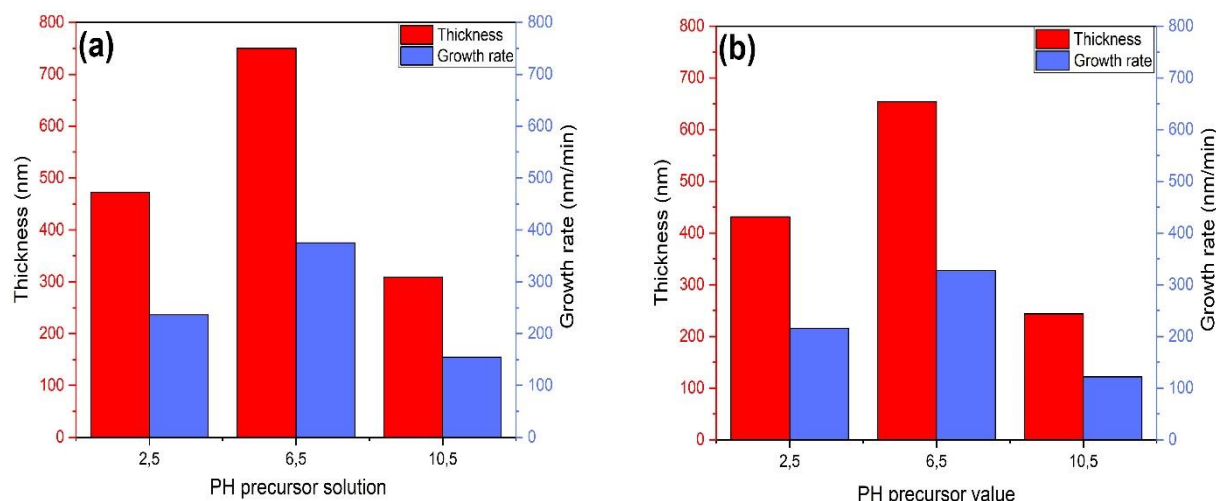 (a)
Thickness
Growth rate
800
700
600
500
400
300
200
100
0
Thickness (nm)
800
700
600
500
400
300
200
100
0
Growth rate (nm/min)
2,5 6,5 10,5
PH precursor solution
(b)
Thickness
Growth rate
800
700
600
500
400
300
200
100
0
Thickness (nm)
800
700
600
500
400
300
200
100
0
Growth rate (nm/min)
2,5 6,5 10,5
PH precursor value